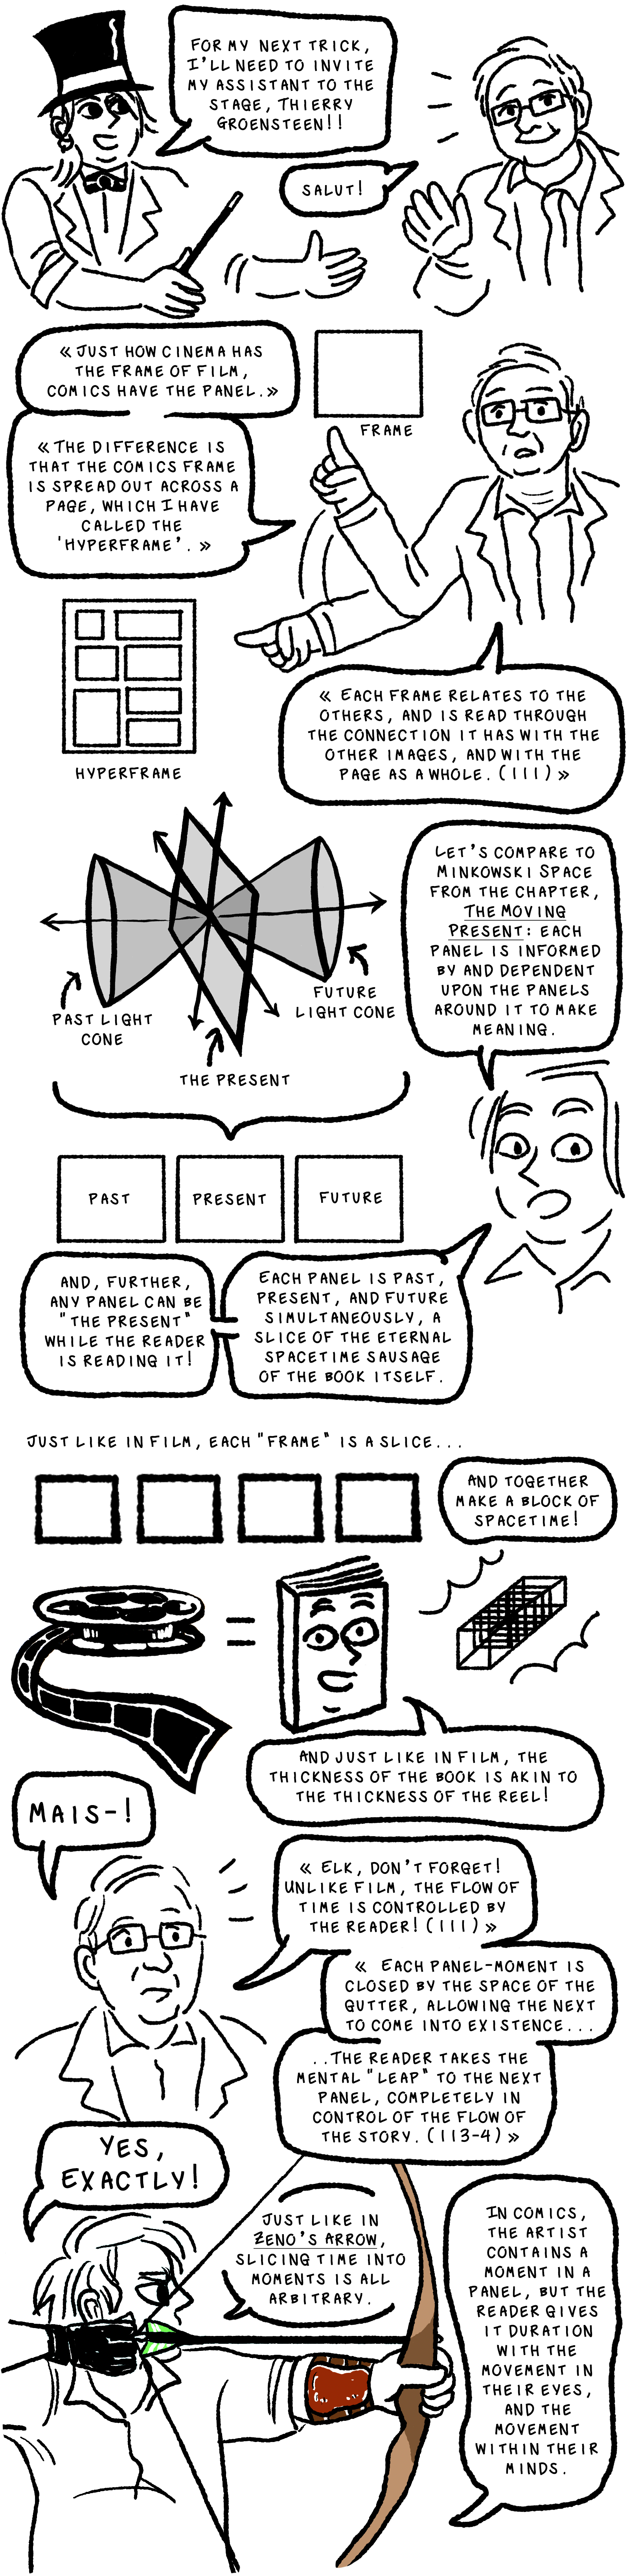 FOR MY NEXT TRICK,
I'LL NEED TO INVITE
MY ASSISTANT TO THE
STAGE, THIERRY
GROENSTEEN!!
SALUT!
« JUST HOW CINEMA HAS
THE FRAME OF FILM,
COMICS HAVE THE PANEL. »
FRAME
« THE DIFFERENCE IS
THAT THE COMICS FRAME
IS SPREAD OUT ACROSS A
PAGE, WHICH I HAVE
CALLED THE
'HYPERFRAME'. »
HYPERFRAME
« EACH FRAME RELATES TO THE
OTHERS, AND IS READ THROUGH
THE CONNECTION IT HAS WITH THE
OTHER IMAGES, AND WITH THE
PAGE AS A WHOLE. (111) »
LET'S COMPARE TO
MINKOWSKI SPACE
FROM THE CHAPTER,
THE MOVING
PRESENT: EACH
PANEL IS INFORMED
BY AND DEPENDENT
UPON THE PANELS
AROUND IT TO MAKE
MEANING.
PAST LIGHT
CONE
FUTURE
LIGHT CONE
THE PRESENT
PAST
PRESENT
FUTURE
EACH PANEL IS PAST,
PRESENT, AND FUTURE
SIMULTANEOUSLY, A
SLICE OF THE ETERNAL
SPACETIME SAUSAGE
OF THE BOOK ITSELF.
AND, FURTHER,
ANY PANEL CAN BE
"THE PRESENT"
WHILE THE READER
IS READING IT!
JUST LIKE IN FILM, EACH "FRAME" IS A SLICE...
AND TOGETHER
MAKE A BLOCK OF
SPACETIME!
AND JUST LIKE IN FILM, THE
THICKNESS OF THE BOOK IS AKIN TO
THE THICKNESS OF THE REEL!
MAIS-!
« ELK, DON'T FORGET!
UNLIKE FILM, THE FLOW OF
TIME IS CONTROLLED BY
THE READER! (111) »
« EACH PANEL-MOMENT IS
CLOSED BY THE SPACE OF THE
GUTTER, ALLOWING THE NEXT
TO COME INTO EXISTENCE...
..THE READER TAKES THE
MENTAL "LEAP" TO THE NEXT
PANEL, COMPLETELY IN
CONTROL OF THE FLOW OF
THE STORY. (113-4) »
YES,
EXACTLY!
JUST LIKE IN
ZENO'S ARROW,
SLICING TIME INTO
MOMENTS IS ALL
ARBITRARY.
IN COMICS,
THE ARTIST
CONTAINS A
MOMENT IN A
PANEL, BUT THE
READER GIVES
IT DURATION
WITH THE
MOVEMENT IN
THEIR EYES,
AND THE
MOVEMENT
WITHIN THEIR
MINDS.